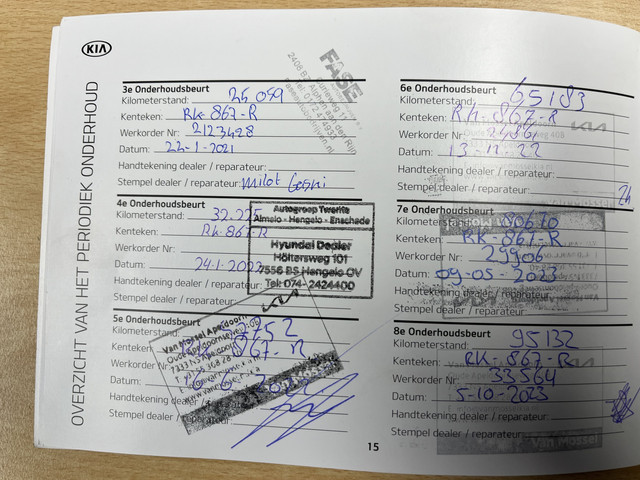 KIA
OVERZICHT VAN HET PERIODIEK ONDERHOUD
FASE
3e Onderhoudsbeurt
Kilometerstand: 25 099
Kenteken: RK-867-R
Werkorder Nr: 2123428
Datum: 22-1-2021
Handtekening dealer / reparateur:
Stempel dealer / reparateur:
4e Onderhoudsbeurt
Kilometerstand: 32.225
Kenteken: RK-867-R
Werkorder Nr:
Datum: 24.1-2022
Handtekening dealer / reparateur:
Stempel dealer / reparateur:
Autogroep Twente
Almelo - Hengelo - Enschede
Hyundai Dealer
Höltersweg 101
7556 BS Hengelo OV
Tel: 074-2424400
5e Onderhoudsbeurt
Kilometerstand:
Kenteken: 867-R
Werkorder
Datum:
Handtekening dealer / reparateur:
Stempel dealer / reparateur:
Van Mossel Apeldoorn
6e Onderhoudsbeurt
Kilometerstand: 65183
Kenteken: RK-867-R
Werkorder Nr:
Datum: 13-12-22
Handtekening dealer / reparateur:
Stempel dealer / reparateur:
7e Onderhoudsbeurt
Kilometerstand: 80670
Kenteken: RK-867-R
Werkorder Nr: 29906
Datum: 09-05-2023
Handtekening dealer / reparateur:
Stempel dealer / reparateur:
8e Onderhoudsbeurt
Kilometerstand: 95132
Kenteken: RK-867-R
Werkorder Nr: 33564
Datum: 5-10-2023
Handtekening dealer / reparateur:
Stempel dealer / reparateur:
Van Mossel
15